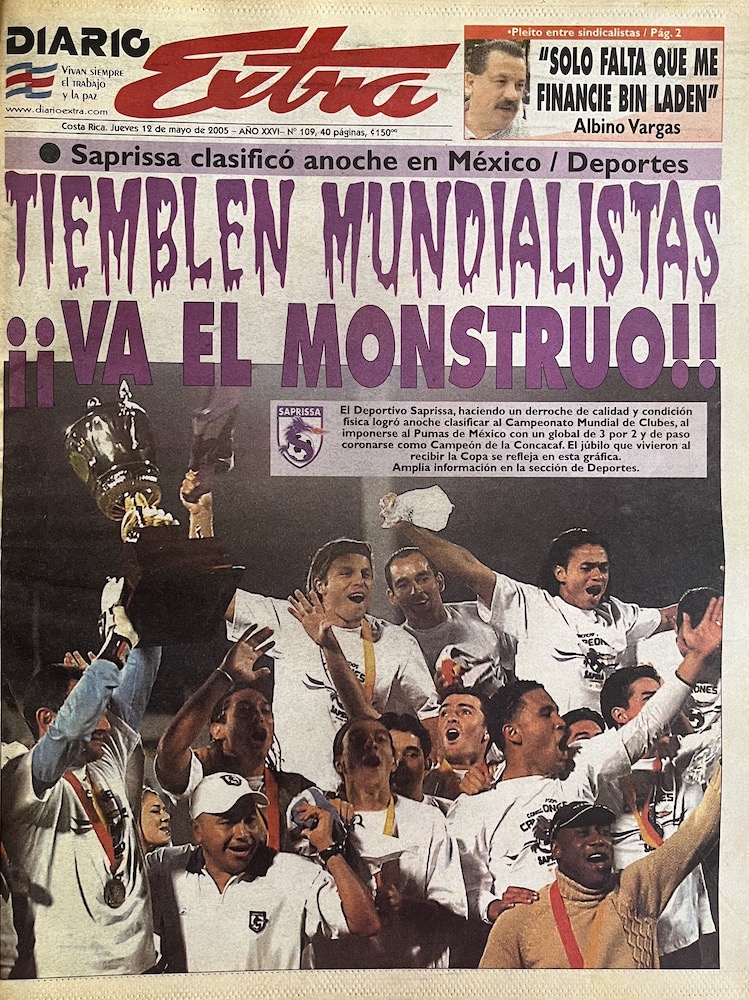 DIARIO
Extra
VIVAN SIEMPRE
EL TRABAJO
Y LA PAZ
www.diarioextra.com
Costa Rica. Jueves 12 de mayo de 2005 – AÑO XXVI– Nº 109, 40 páginas, ¢150⁰⁰
•Pleito entre sindicalistas / Pág. 2
“SOLO FALTA QUE ME
FINANCIE BIN LADEN”
Albino Vargas
● Saprissa clasificó anoche en México / Deportes
TIEMBLEN MUNDIALISTAS
¡¡VA EL MONSTRUO!!
SAPRISSA
El Deportivo Saprissa, haciendo un derroche de calidad y condición
física logró anoche clasificar al Campeonato Mundial de Clubes, al
imponerse al Pumas de México con un global de 3 por 2 y de paso
coronarse como Campeón de la Concacaf. El júbilo que vivieron al
recibir la Copa se refleja en esta gráfica.
Amplia información en la sección de Deportes.